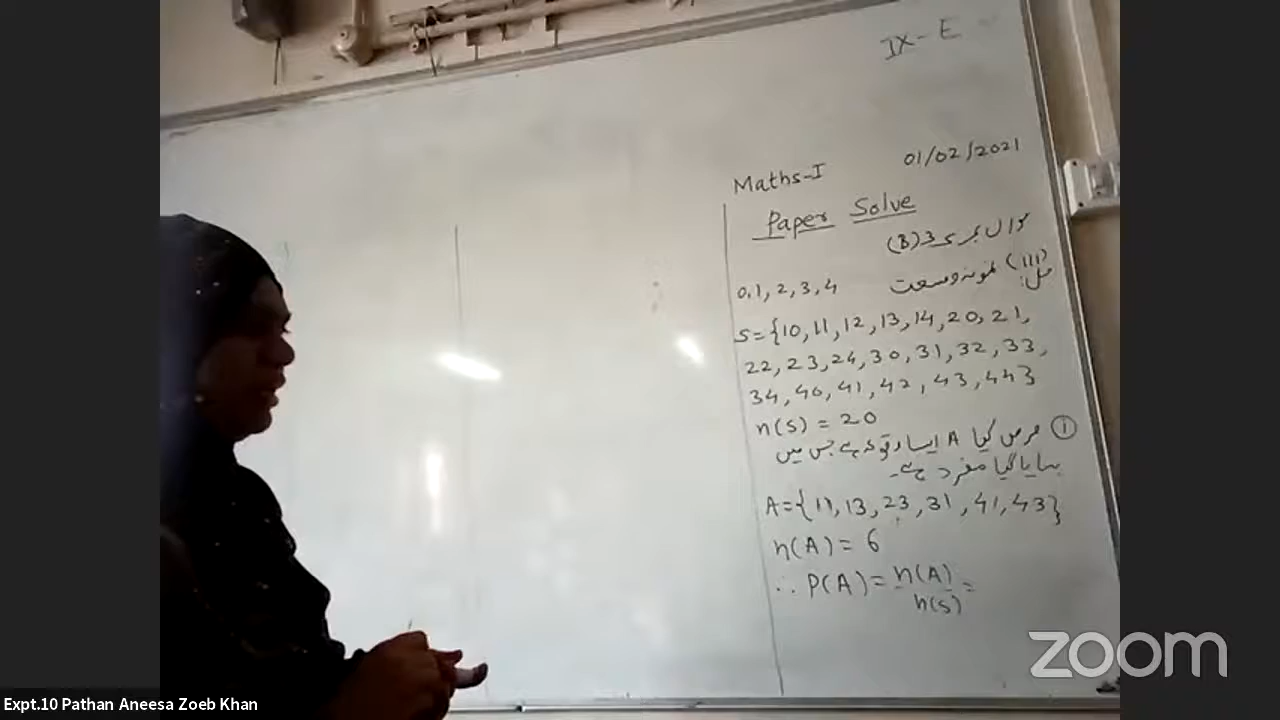 IX - E
Maths-I 01/02/2021
Paper Solve
سوال نمبر 3 (B)
(iii) نمونہ وسعت 0,1, 2, 3, 4
حل:
S={10, 11, 12, 13, 14, 20, 21,
22, 23, 24, 30, 31, 32, 33,
34, 40, 41, 42, 43, 44}
n(S) = 20
① فرض کیا A ایسا وقوعہ ہے جس میں
بنایا گیا مفرد ہے۔
A={11, 13, 23, 31, 41, 43}
n(A) = 6
∴ P(A) = n(A)/n(S) =
zoom
Expt.10 Pathan Aneesa Zoeb Khan